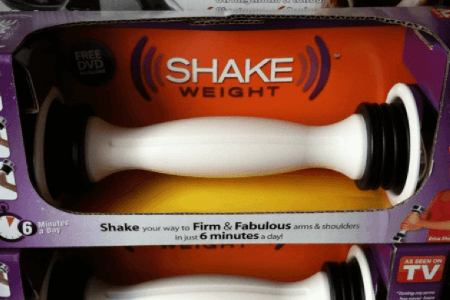 FREE
DVD
SHAKE
WEIGHT
6 Minutes
a Day
Shake your way to Firm & Fabulous arms & shoulders
in just 6 minutes a day!
WEIGHT
AS SEEN ON
TV